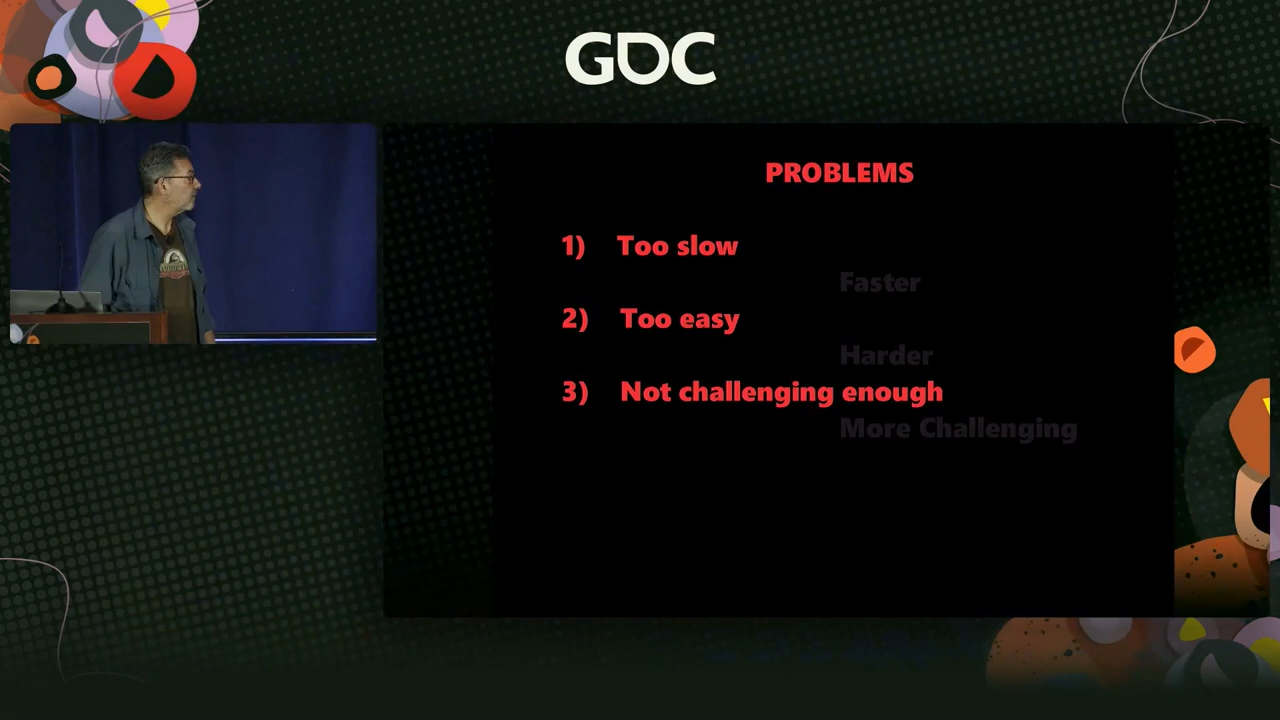 GDC
PROBLEMS
1) Too slow
Faster
2) Too easy
Harder
3) Not challenging enough
More Challenging